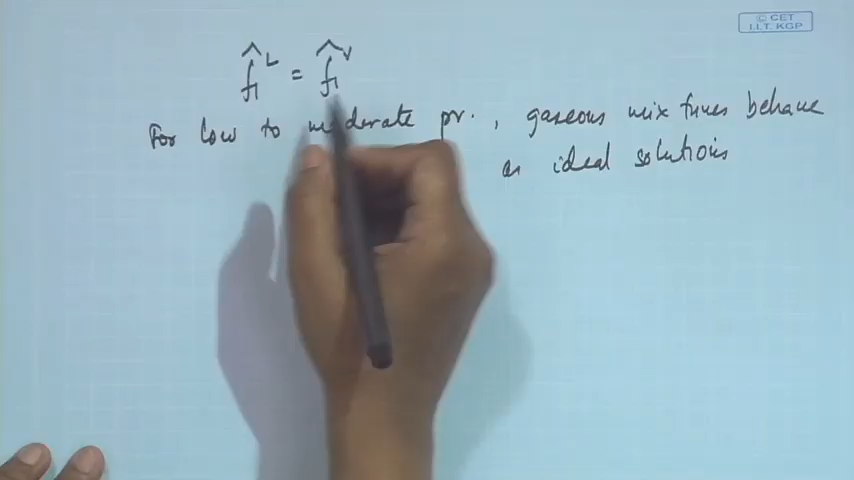 © CET
I.I.T. KGP
f̂₁ᴸ = f̂₁ⱽ
For low to moderate pr., gaseous mixtures behave
as ideal solutions